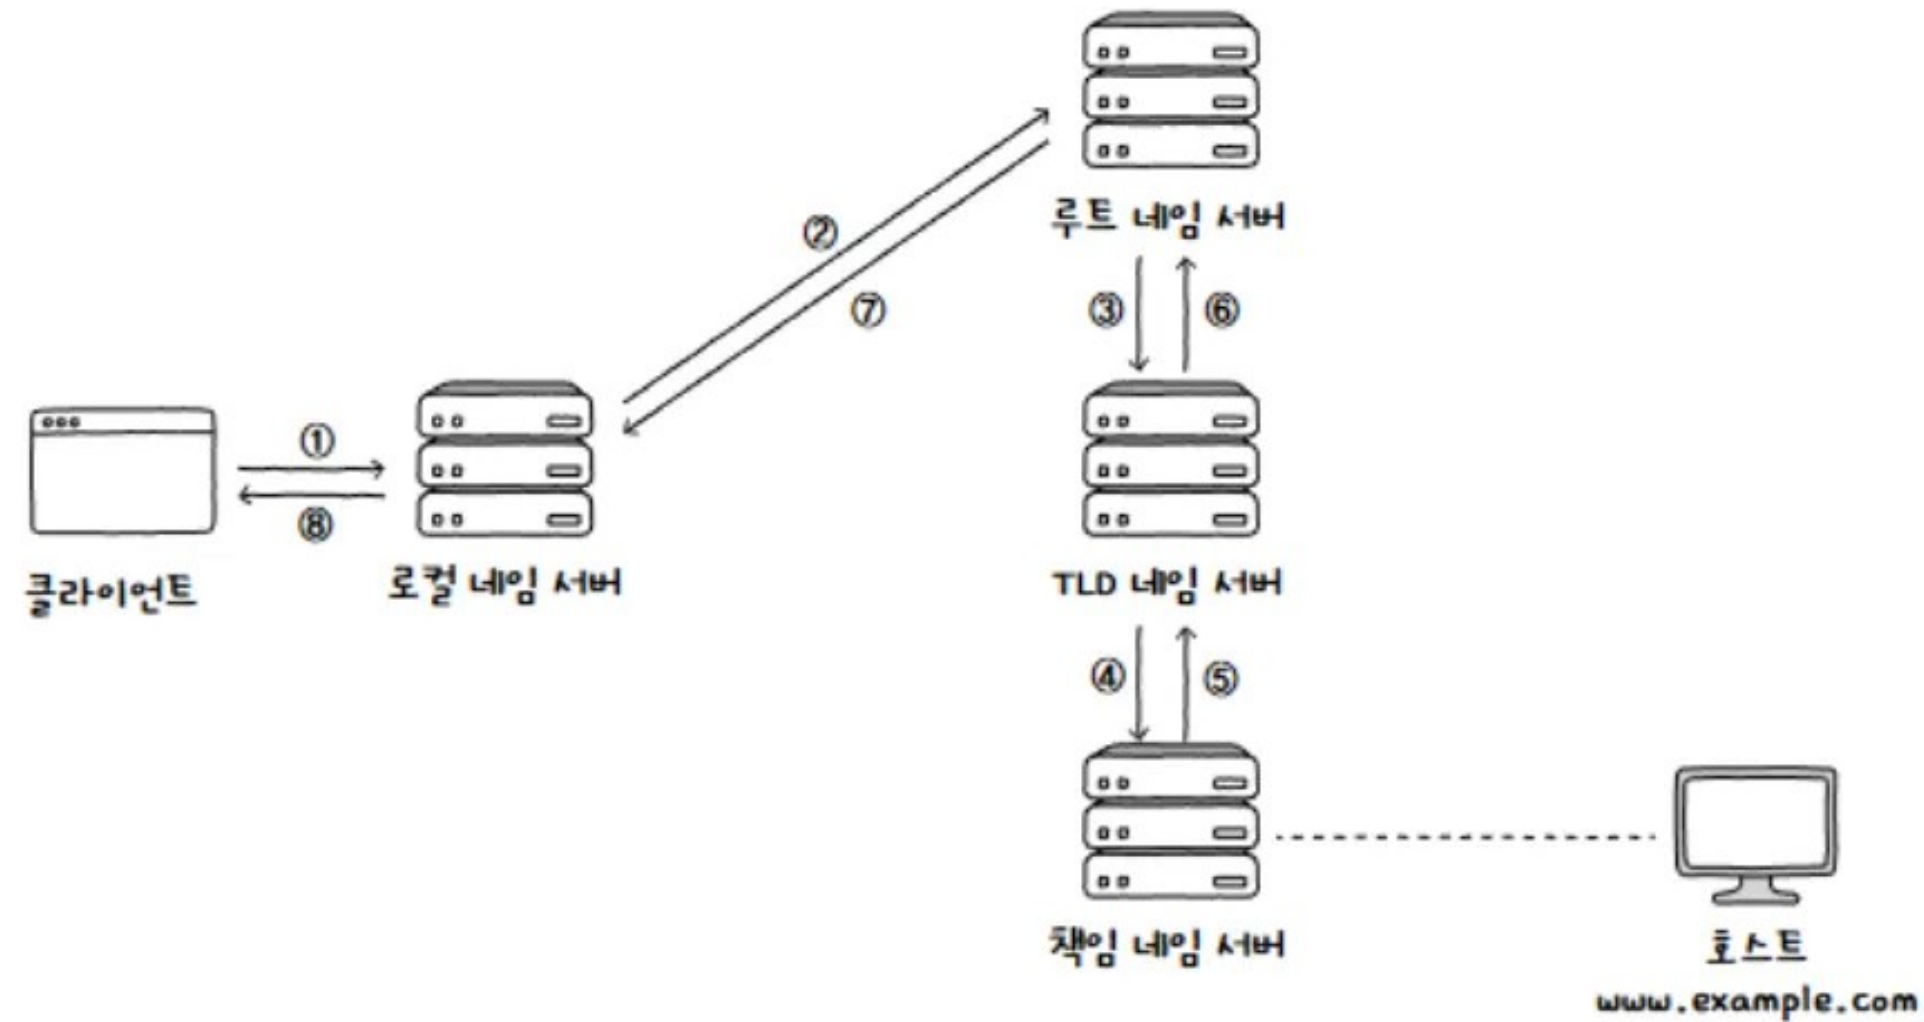 루트 네임 서버
②
⑦
③
⑥
①
⑧
클라이언트
로컬 네임 서버
TLD 네임 서버
④
⑤
책임 네임 서버
호스트
www.example.com